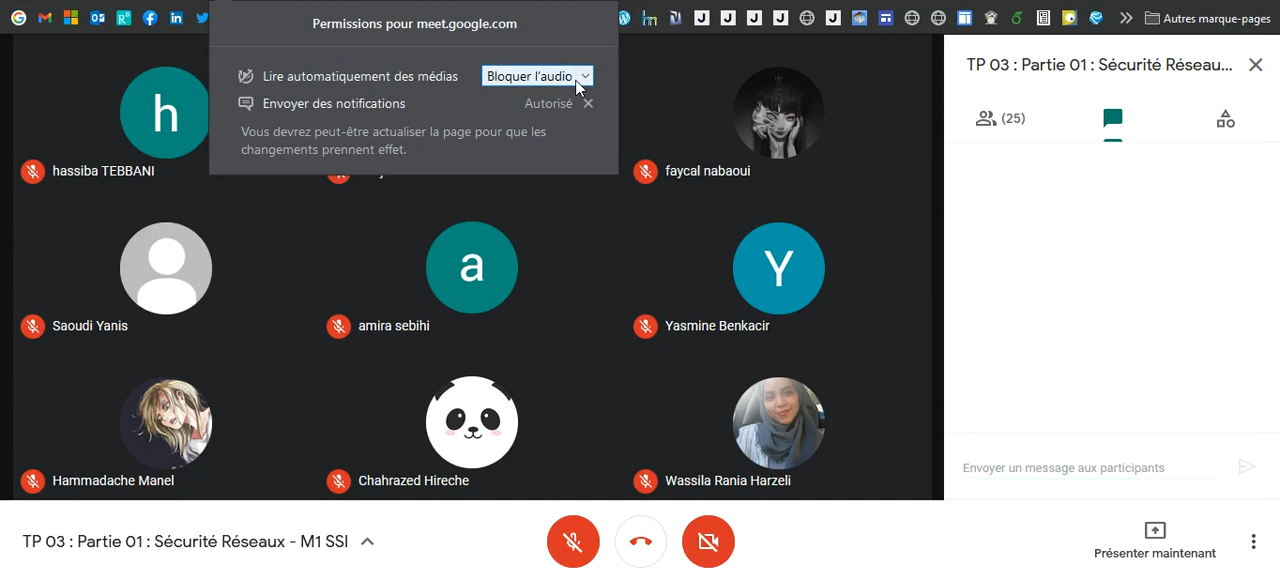 Permissions pour meet.google.com
Autres marque-pages
Lire automatiquement des médias
Bloquer l'audio
Envoyer des notifications
Autorisé
Vous devrez peut-être actualiser la page pour que les
changements prennent effet.
TP 03 : Partie 01 : Sécurité Réseau...
(25)
h
hassiba TEBBANI
faycal nabaoui
Saoudi Yanis
a
amira sebihi
Y
Yasmine Benkacir
Hammadache Manel
Chahrazed Hireche
Wassila Rania Harzeli
Envoyer un message aux participants
TP 03 : Partie 01 : Sécurité Réseaux - M1 SSI
Présenter maintenant